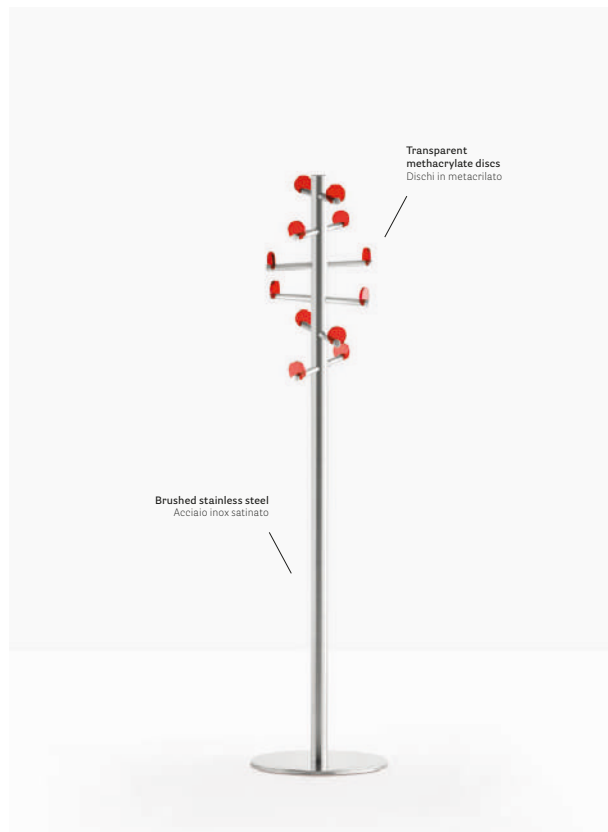 Transparent
methacrylate discs
Dischi in metacrilato
Brushed stainless steel
Acciaio inox satinato